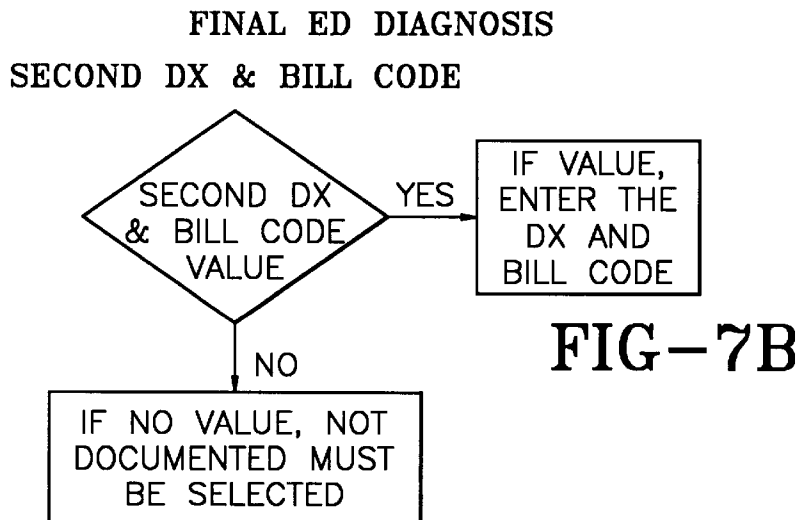 FINAL ED DIAGNOSIS
SECOND DX & BILL CODE
SECOND DX
& BILL CODE
VALUE
YES
IF VALUE,
ENTER THE
DX AND
BILL CODE
NO
FIG-7B
IF NO VALUE, NOT
DOCUMENTED MUST
BE SELECTED